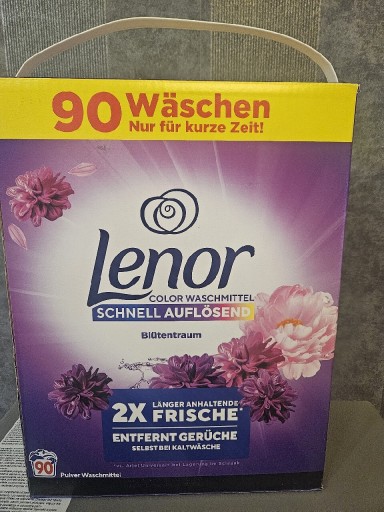 90 Wäschen
Nur für kurze Zeit!
Lenor
COLOR WASCHMITTEL
SCHNELL AUFLÖSEND
Blütentraum
2X LÄNGER ANHALTENDE
FRISCHE*
ENTFERNT GERÜCHE
SELBST BEI KALTWÄSCHE
90
Pulver Waschmittel